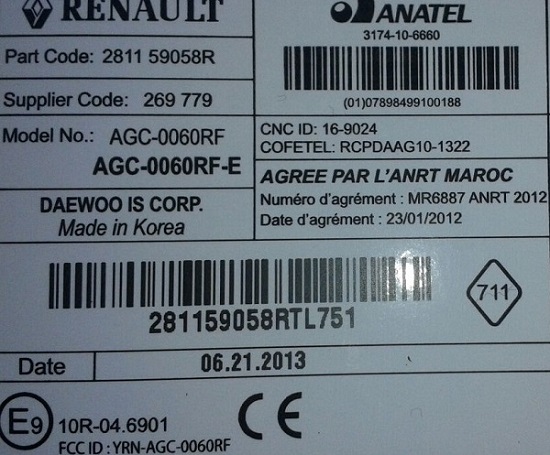 RENAULT
Part Code: 2811 59058R
Supplier Code: 269 779
Model No.: AGC-0060RF
AGC-0060RF-E
DAEWOO IS CORP.
Made in Korea
ANATEL
3174-10-6660
(01)07898499100188
CNC ID: 16-9024
COFETEL: RCPDAAG10-1322
AGREE PAR L'ANRT MAROC
Numéro d'agrément : MR6887 ANRT 2012
Date d'agrément : 23/01/2012
281159058RTL751
711
Date 06.21.2013
E9 10R-04.6901
FCC ID : YRN-AGC-0060RF
CE